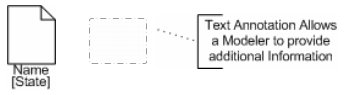 Name
[State]
Text Annotation Allows
a Modeler to provide
additional Information